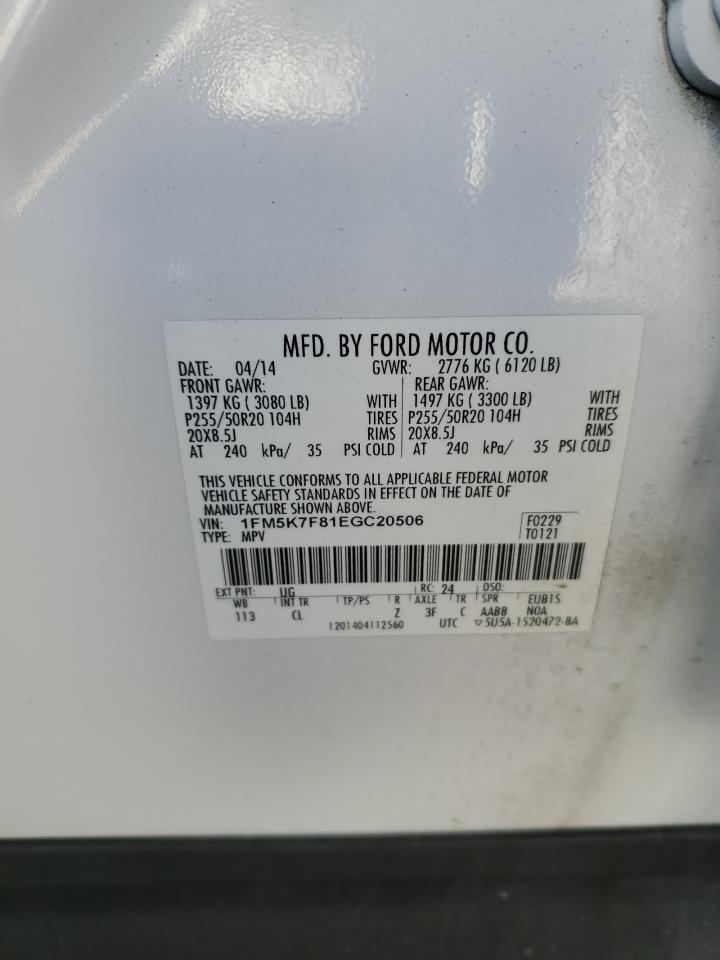 MFD. BY FORD MOTOR CO.
DATE: 04/14 GVWR: 2776 KG ( 6120 LB)
FRONT GAWR: REAR GAWR:
1397 KG ( 3080 LB) WITH 1497 KG ( 3300 LB) WITH
P255/50R20 104H TIRES P255/50R20 104H TIRES
20X8.5J RIMS 20X8.5J RIMS
AT 240 kPa/ 35 PSI COLD AT 240 kPa/ 35 PSI COLD
THIS VEHICLE CONFORMS TO ALL APPLICABLE FEDERAL MOTOR
VEHICLE SAFETY STANDARDS IN EFFECT ON THE DATE OF
MANUFACTURE SHOWN ABOVE.
VIN: 1FM5K7F81EGC20506 F0229
TYPE: MPV T0121
EXT PNT: UG RC: 24 DSO:
WB INT TR TP/PS R AXLE TR SPR EUB1S
113 CL Z 3F C AABB NOA
1201404112560 UTC ▽5U5A-1520472-BA